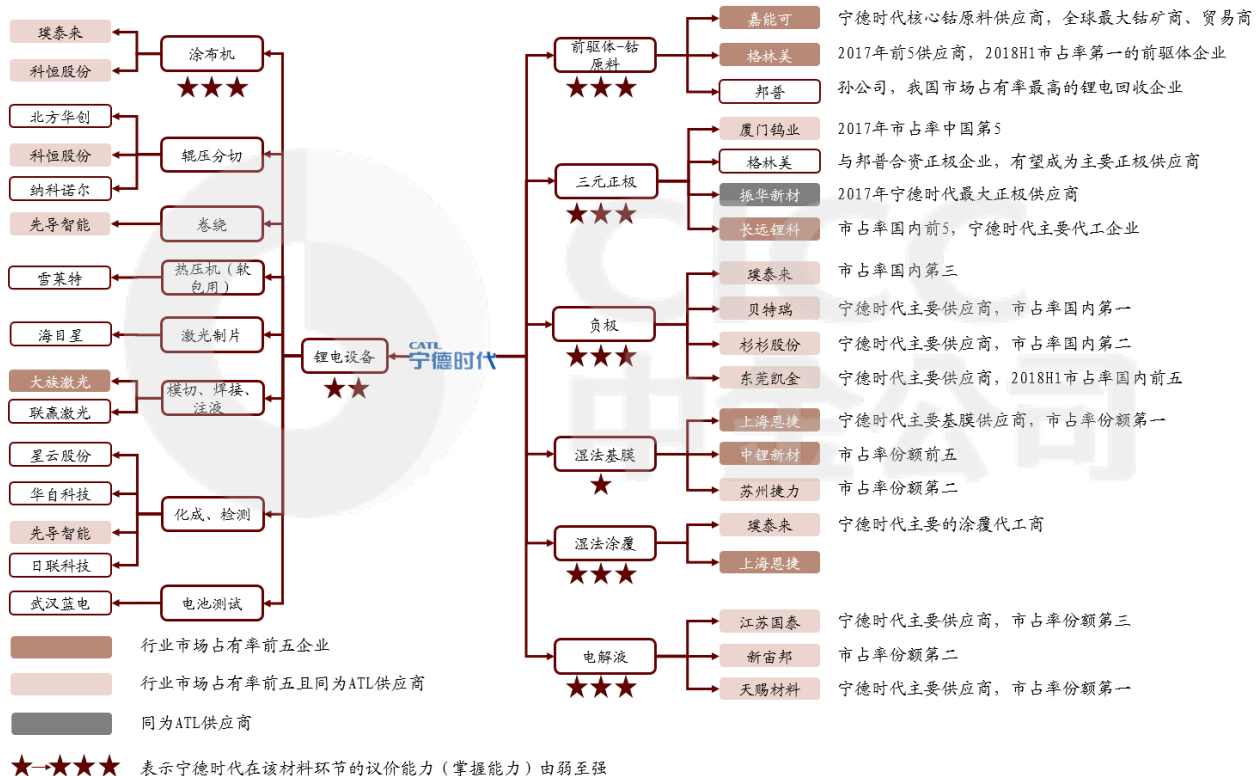 璞泰来
科恒股份
涂布机
北方华创
科恒股份
纳科诺尔
辊压分切
先导智能
卷绕
雪莱特
热压机（软
包用）
海目星
激光制片
大族激光
联赢激光
模切、焊接、
注液
星云股份
华自科技
先导智能
日联科技
化成、检测
武汉蓝电
电池测试
锂电设备
CATL
宁德时代
前驱体-钴
原料
嘉能可
宁德时代核心钴原料供应商，全球最大钴矿商、贸易商
格林美
2017年前5供应商，2018H1市占率第一的前驱体企业
邦普
孙公司，我国市场占有率最高的锂电回收企业
三元正极
厦门钨业
2017年市占率中国第5
格林美
与邦普合资正极企业，有望成为主要正极供应商
振华新材
2017年宁德时代最大正极供应商
长远锂科
市占率国内前5，宁德时代主要代工企业
负极
璞泰来
市占率国内第三
贝特瑞
宁德时代主要供应商，市占率国内第一
杉杉股份
宁德时代主要供应商，市占率国内第二
东莞凯金
宁德时代主要供应商，2018H1市占率国内前五
湿法基膜
上海恩捷
宁德时代主要基膜供应商，市占率份额第一
中锂新材
市占率份额前五
苏州捷力
市占率份额第二
湿法涂覆
璞泰来
宁德时代主要的涂覆代工商
上海恩捷
电解液
江苏国泰
宁德时代主要供应商，市占率份额第三
新宙邦
市占率份额第二
天赐材料
宁德时代主要供应商，市占率份额第一
行业市场占有率前五企业
行业市场占有率前五且同为ATL供应商
同为ATL供应商
表示宁德时代在该材料环节的议价能力（掌握能力）由弱至强
CICC
中金公司